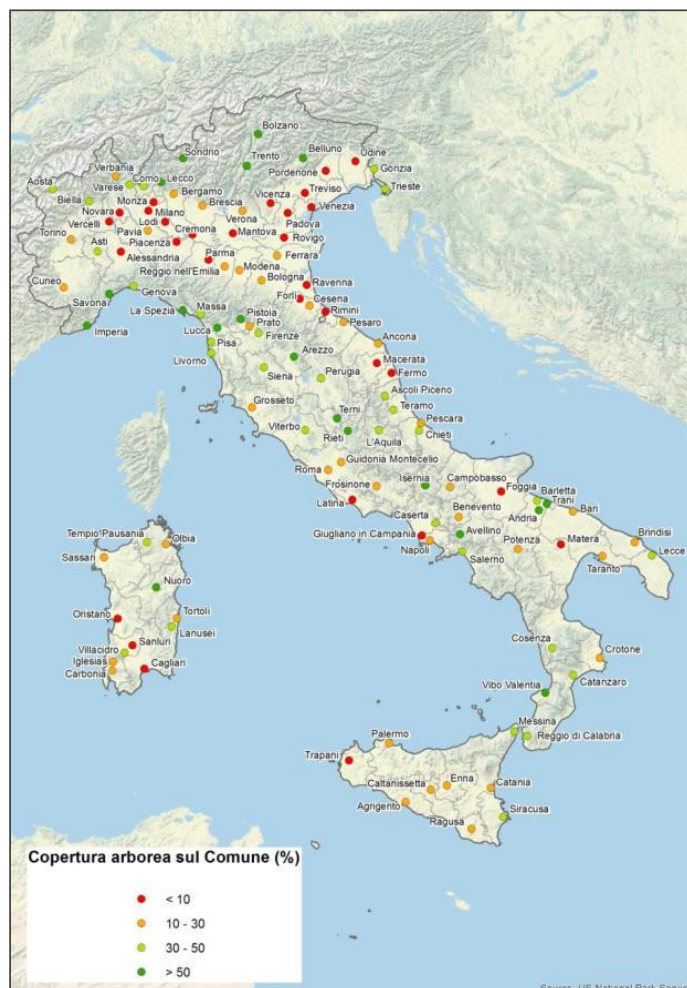 Bolzano
Sondrio
Trento
Belluno
Udine
Pordenone
Gorizia
Verbania
Como
Lecco
Aosta
Varese
Bergamo
Treviso
Trieste
Biella
Monza
Brescia
Vicenza
Venezia
Novara
Milano
Verona
Vercelli
Lodi
Padova
Torino
Pavia
Cremona
Mantova
Rovigo
Asti
Piacenza
Alessandria
Parma
Ferrara
Reggio nell'Emilia
Modena
Cuneo
Bologna
Ravenna
Savona
Genova
Forlì
Cesena
La Spezia
Massa
Pistoia
Rimini
Imperia
Lucca
Prato
Pesaro
Pisa
Firenze
Ancona
Livorno
Arezzo
Macerata
Siena
Perugia
Fermo
Ascoli Piceno
Grosseto
Terni
Teramo
Pescara
Viterbo
Rieti
L'Aquila
Chieti
Guidonia Montecelio
Roma
Frosinone
Isernia
Campobasso
Foggia
Barletta
Latina
Trani
Caserta
Benevento
Andria
Bari
Giugliano in Campania
Avellino
Potenza
Matera
Brindisi
Napoli
Salerno
Taranto
Lecce
Tempio Pausania
Olbia
Sassari
Nuoro
Oristano
Tortolì
Lanusei
Villacidro
Sanluri
Iglesias
Cagliari
Carbonia
Cosenza
Crotone
Catanzaro
Vibo Valentia
Messina
Palermo
Reggio di Calabria
Trapani
Caltanissetta
Enna
Catania
Agrigento
Siracusa
Ragusa
Copertura arborea sul Comune (%)
< 10
10 - 30
30 - 50
> 50
Source: US National Park Service